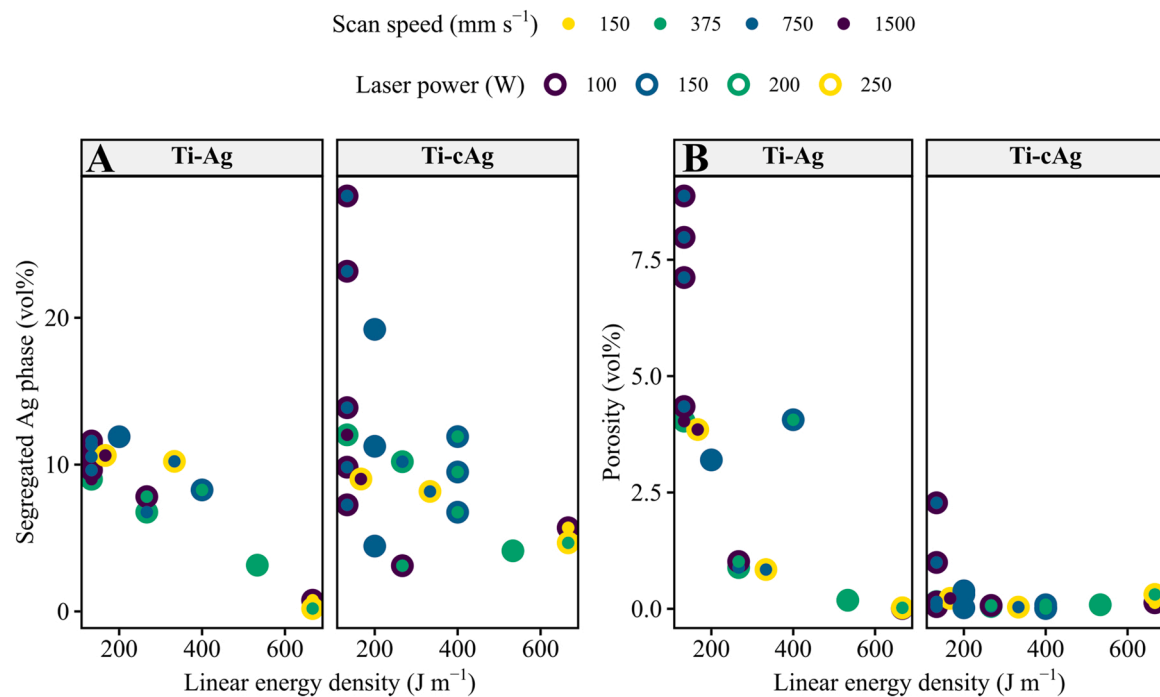 Scan speed (mm s⁻¹) 150 375 750 1500
Laser power (W) 100 150 200 250
A Ti-Ag Ti-cAg B Ti-Ag Ti-cAg
Segregated Ag phase (vol%)
20
10
0
Porosity (vol%)
7.5
5.0
2.5
0.0
200 400 600 200 400 600 200 400 600 200 400 600
Linear energy density (J m⁻¹) Linear energy density (J m⁻¹)